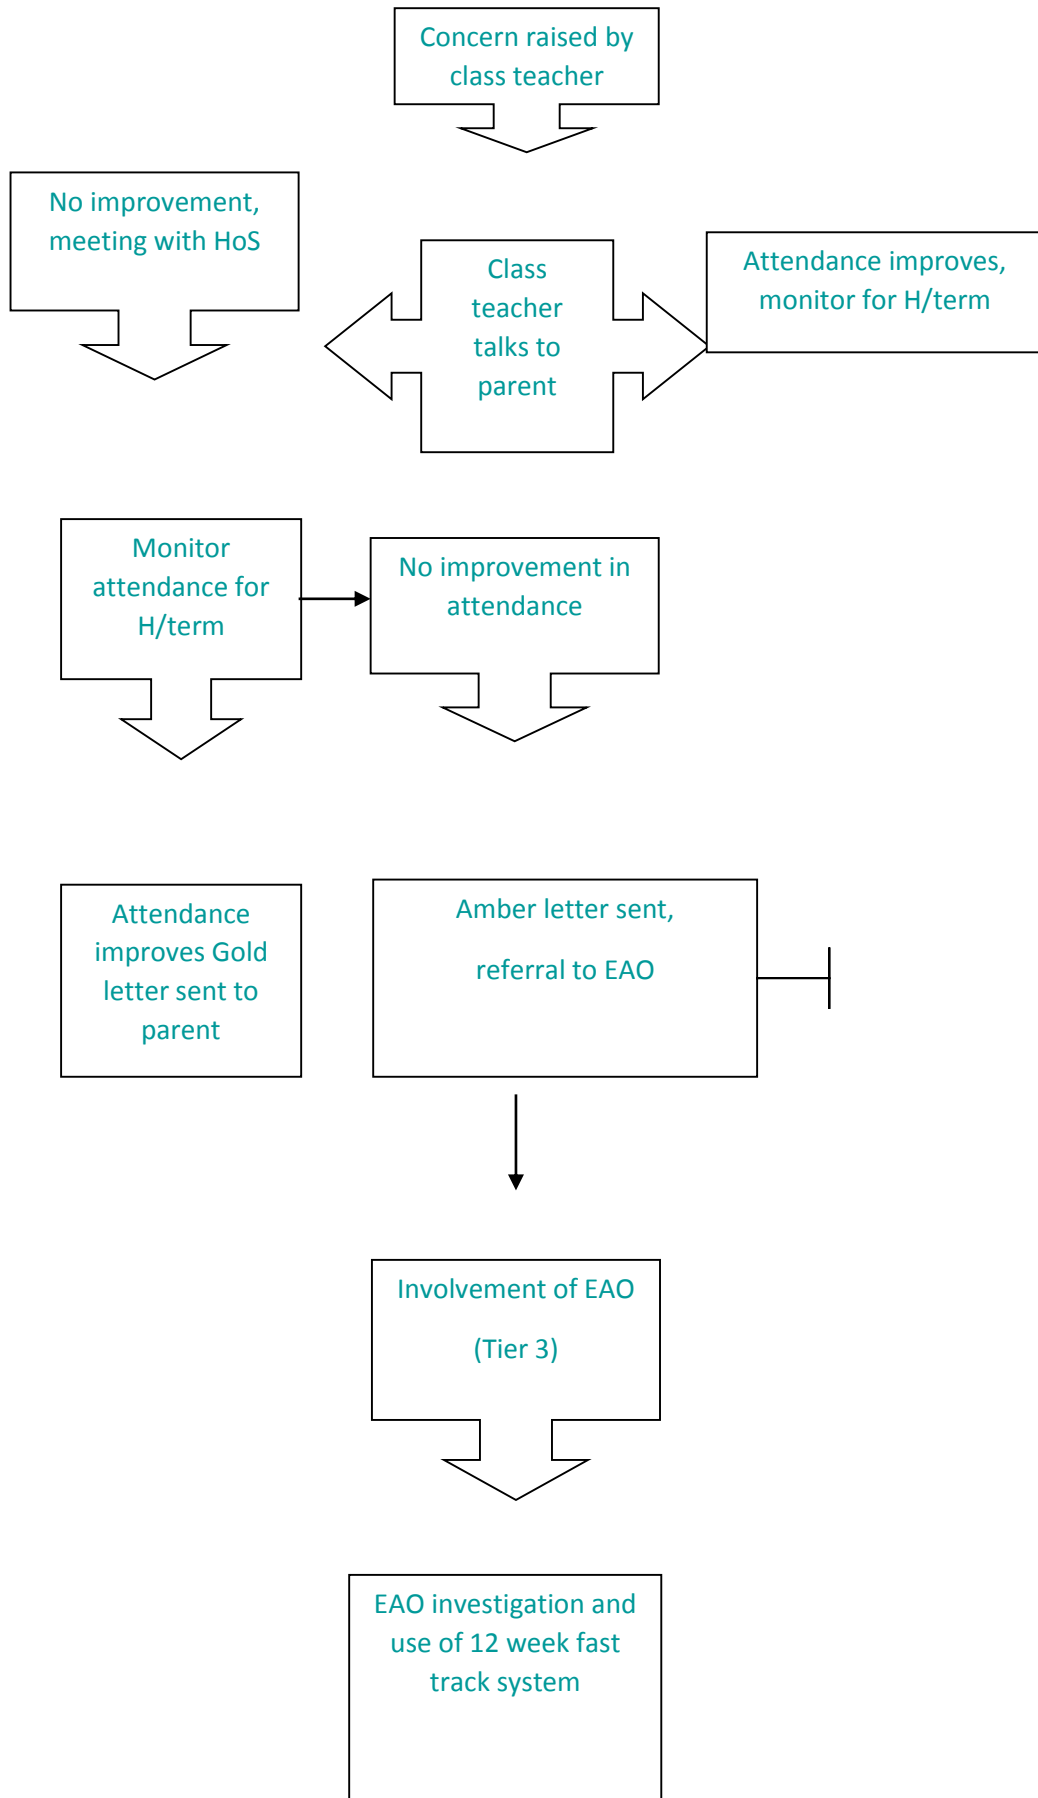 Concern raised by
class teacher
No improvement,
meeting with HoS
Class
teacher
talks to
parent
Attendance improves,
monitor for H/term
Monitor
attendance for
H/term
No improvement in
attendance
Attendance
improves Gold
letter sent to
parent
Amber letter sent,
referral to EAO
Involvement of EAO
(Tier 3)
EAO investigation and
use of 12 week fast
track system